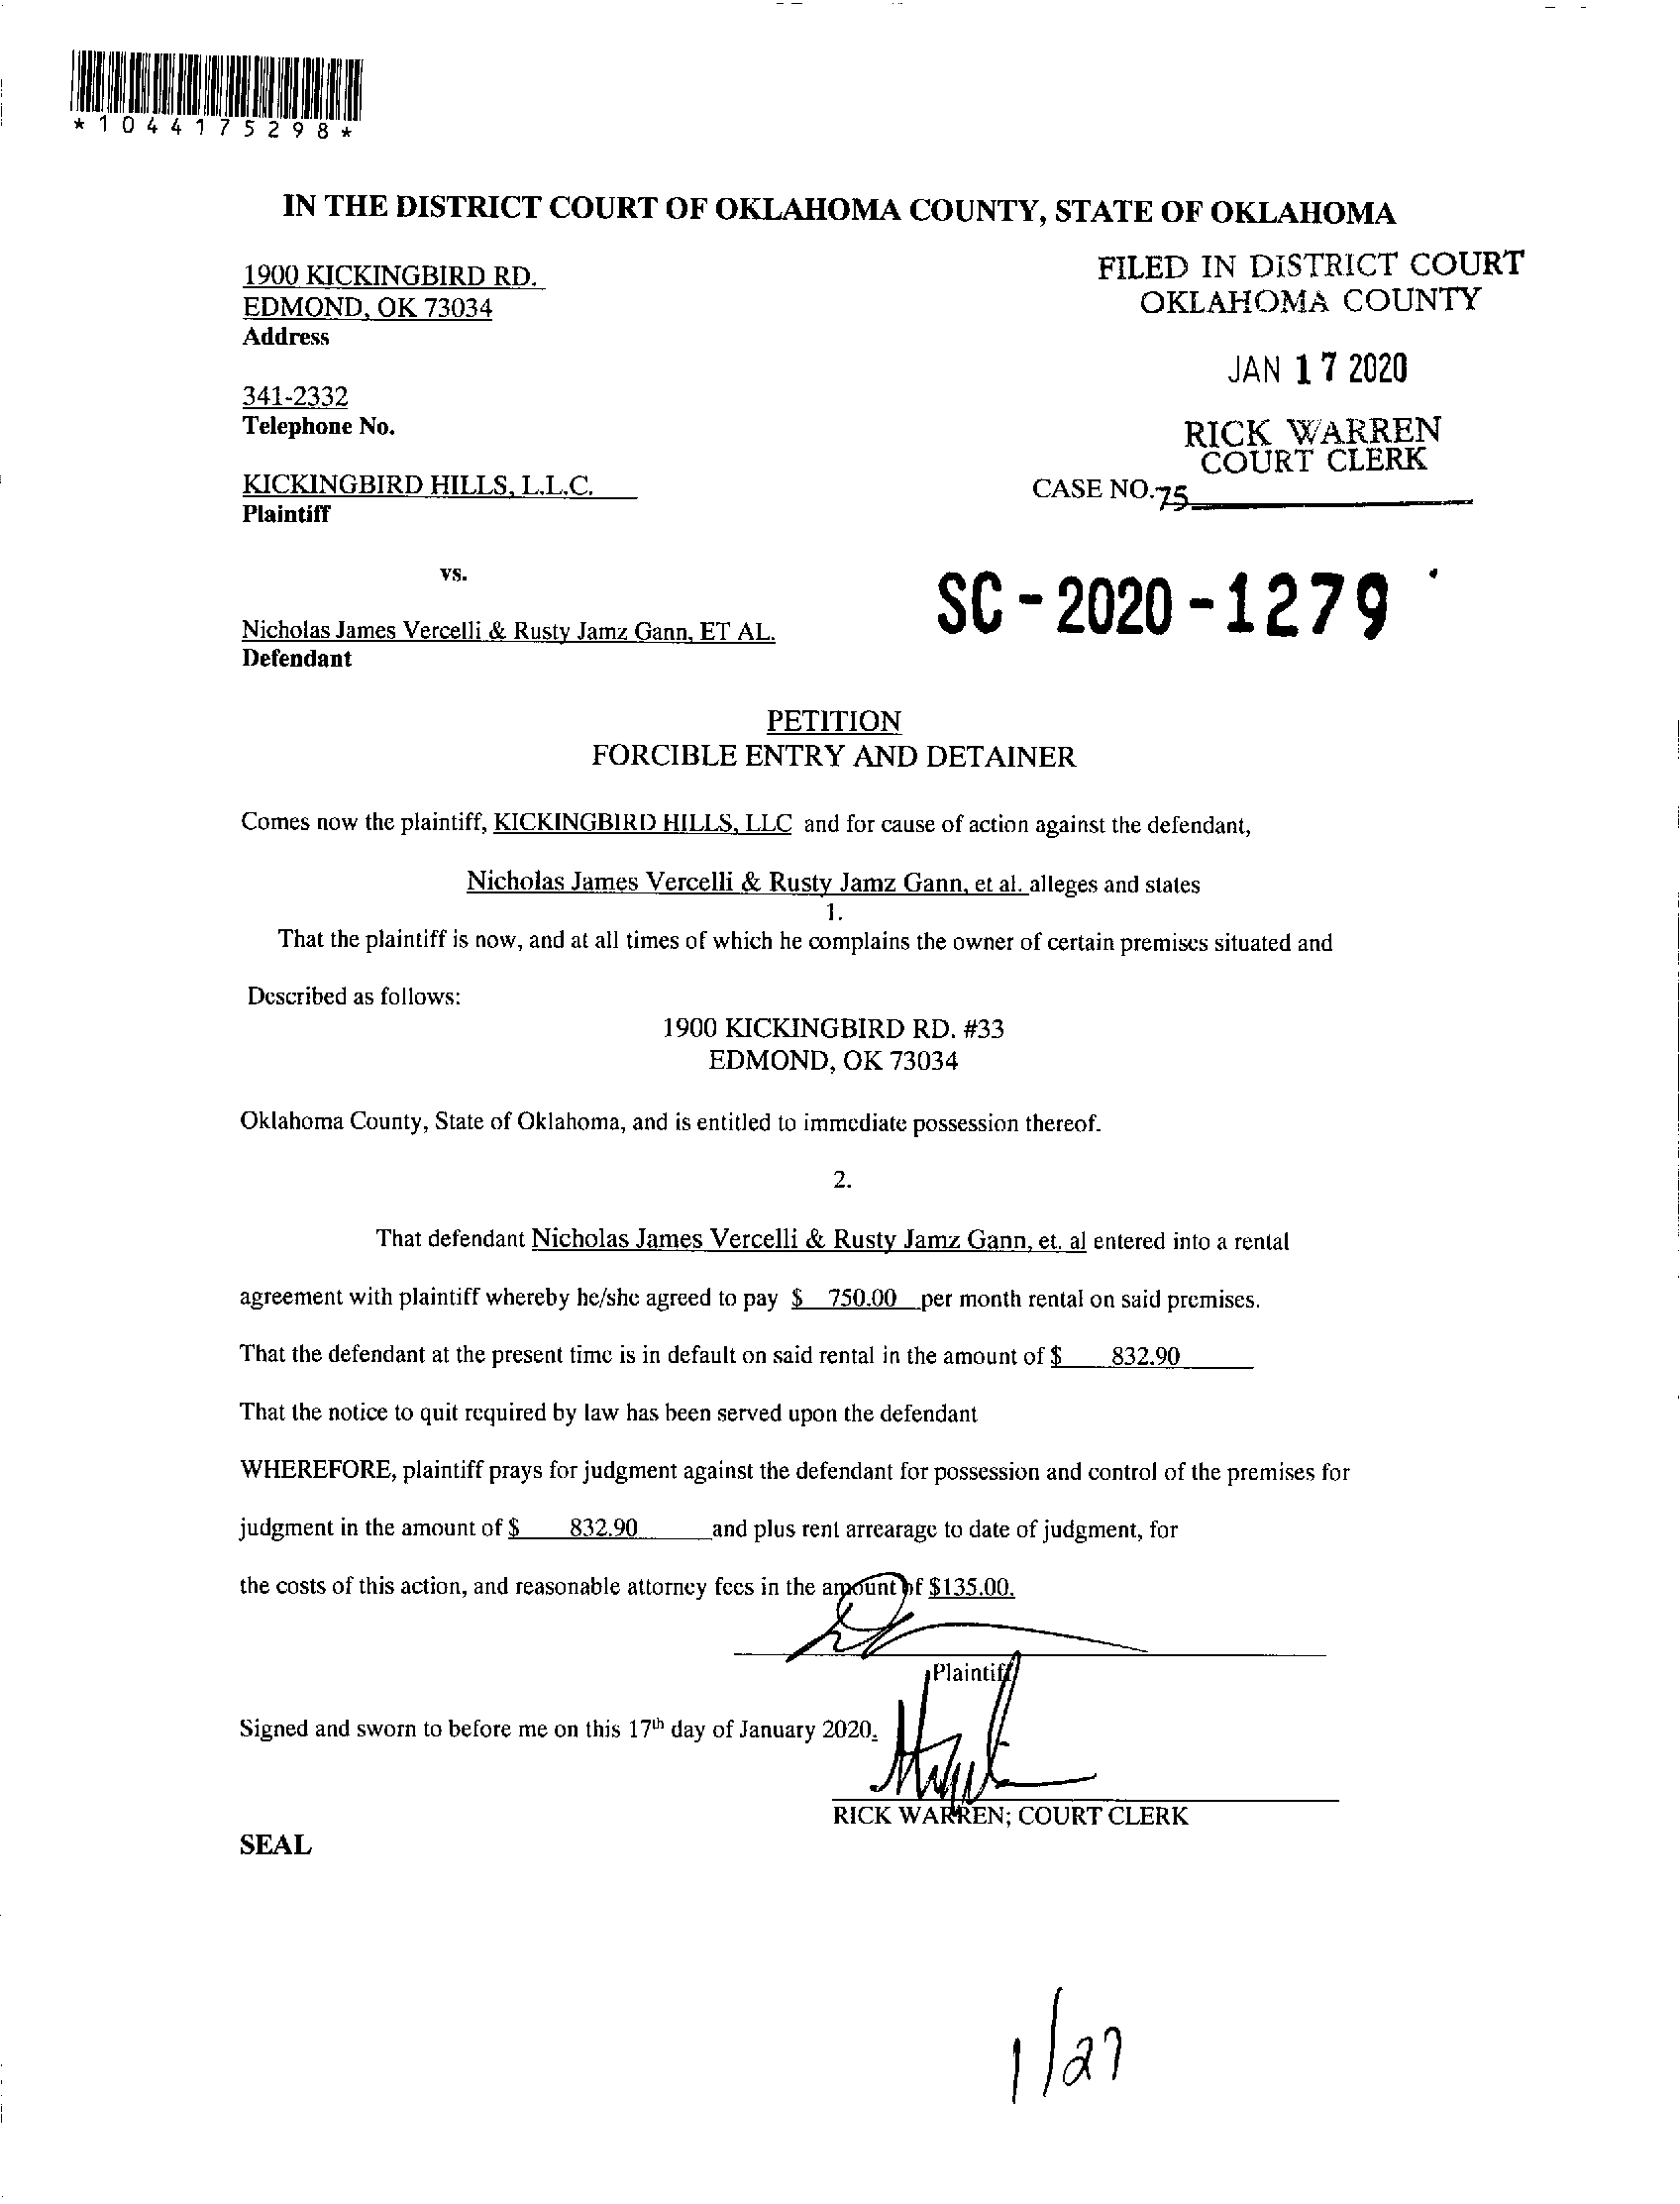 *1044175298*
IN THE DISTRICT COURT OF OKLAHOMA COUNTY, STATE OF OKLAHOMA
1900 KICKINGBIRD RD.
EDMOND, OK 73034
Address
341-2332
Telephone No.
KICKINGBIRD HILLS, L.L.C.
Plaintiff
vs.
Nicholas James Vercelli & Rusty Jamz Gann, ET AL.
Defendant
FILED IN DISTRICT COURT
OKLAHOMA COUNTY
JAN 17 2020
RICK WARREN
COURT CLERK
CASE NO. 75
SC-2020-1279
PETITION
FORCIBLE ENTRY AND DETAINER
Comes now the plaintiff, KICKINGBIRD HILLS, LLC and for cause of action against the defendant,
Nicholas James Vercelli & Rusty Jamz Gann, et al. alleges and states
1.
That the plaintiff is now, and at all times of which he complains the owner of certain premises situated and
Described as follows:
1900 KICKINGBIRD RD. #33
EDMOND, OK 73034
Oklahoma County, State of Oklahoma, and is entitled to immediate possession thereof.
2.
That defendant Nicholas James Vercelli & Rusty Jamz Gann, et. al entered into a rental
agreement with plaintiff whereby he/she agreed to pay $ 750.00 per month rental on said premises.
That the defendant at the present time is in default on said rental in the amount of $ 832.90
That the notice to quit required by law has been served upon the defendant
WHEREFORE, plaintiff prays for judgment against the defendant for possession and control of the premises for
judgment in the amount of $ 832.90 and plus rent arrearage to date of judgment, for
the costs of this action, and reasonable attorney fees in the amount of $135.00.
Plaintiff
Signed and sworn to before me on this 17th day of January 2020.
RICK WARREN; COURT CLERK
SEAL
1/27